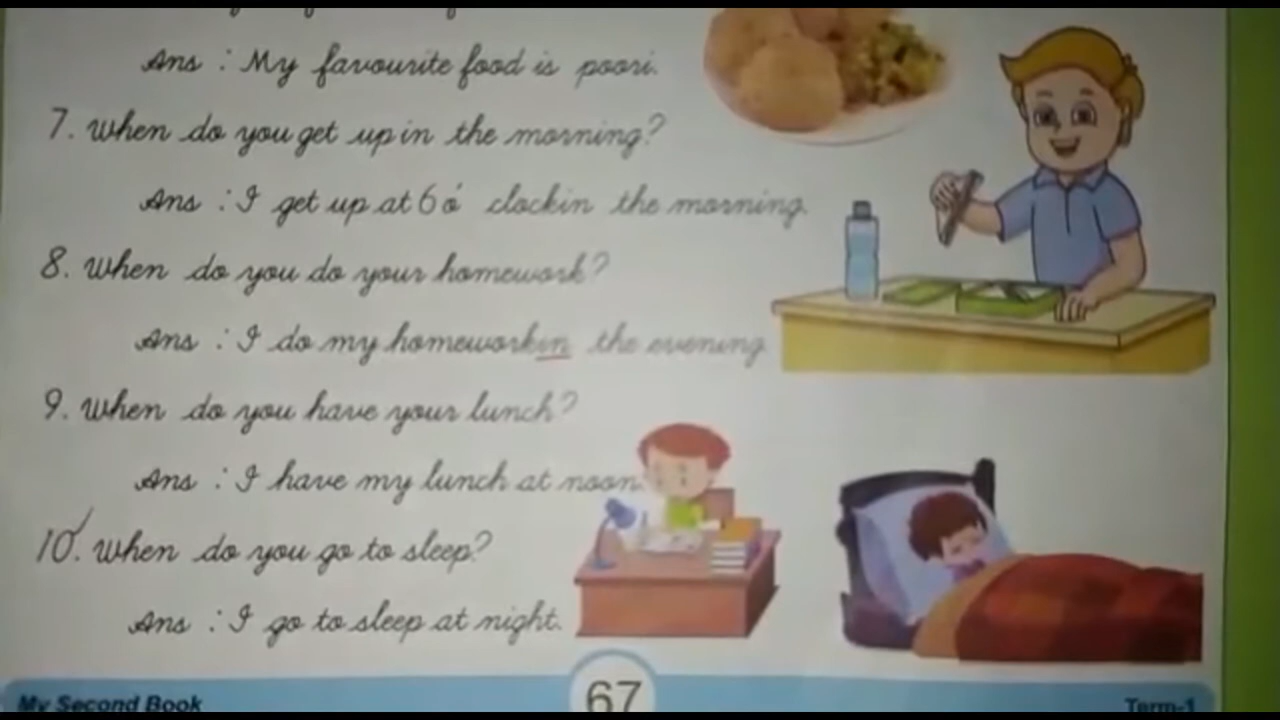 Ans : My favourite food is poori.
7. When do you get up in the morning?
Ans : I get up at 6 o' clockin the morning.
8. When do you do your homework?
Ans : I do my homeworkin the evening
9. When do you have your lunch?
Ans : I have my lunch at noon.
10. When do you go to sleep?
Ans : I go to sleep at night.
My Second Book 67 Term-1